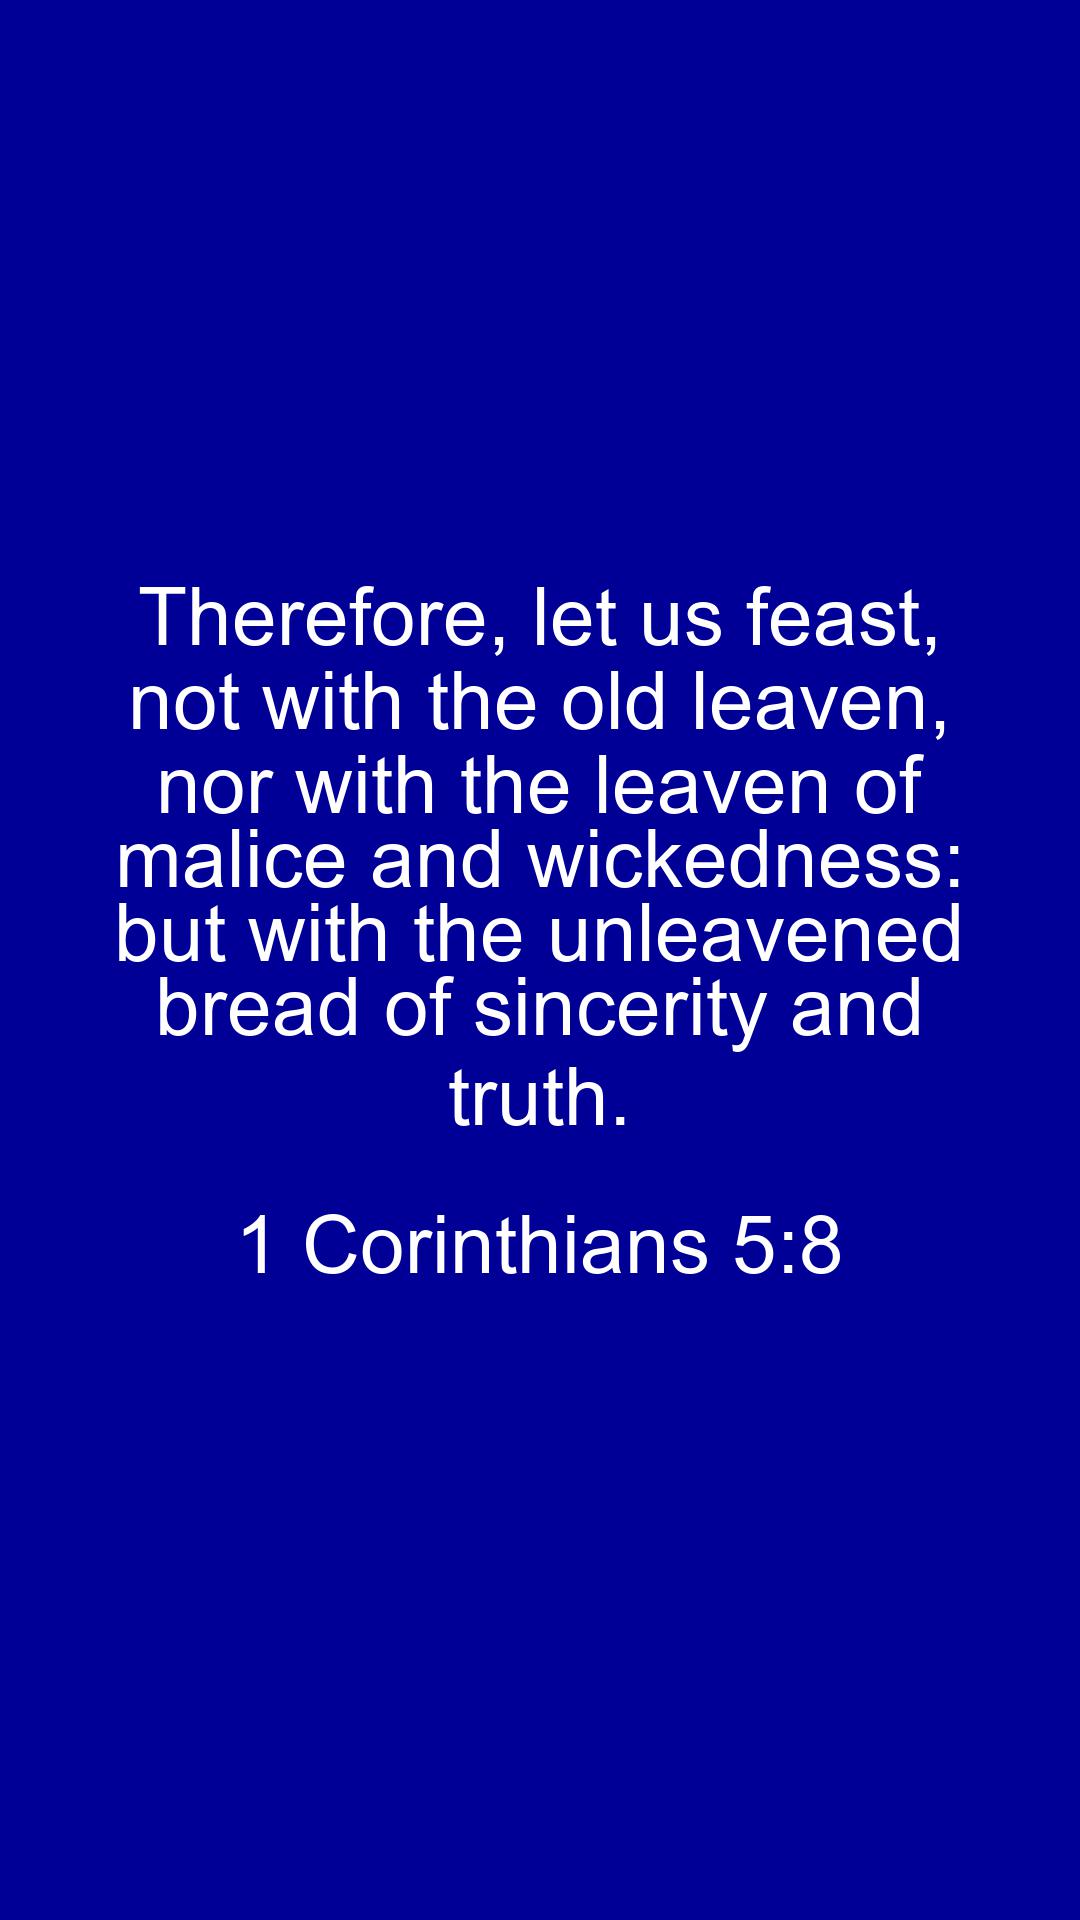 Therefore, let us feast,
not with the old leaven,
nor with the leaven of
malice and wickedness:
but with the unleavened
bread of sincerity and
truth.
1 Corinthians 5:8